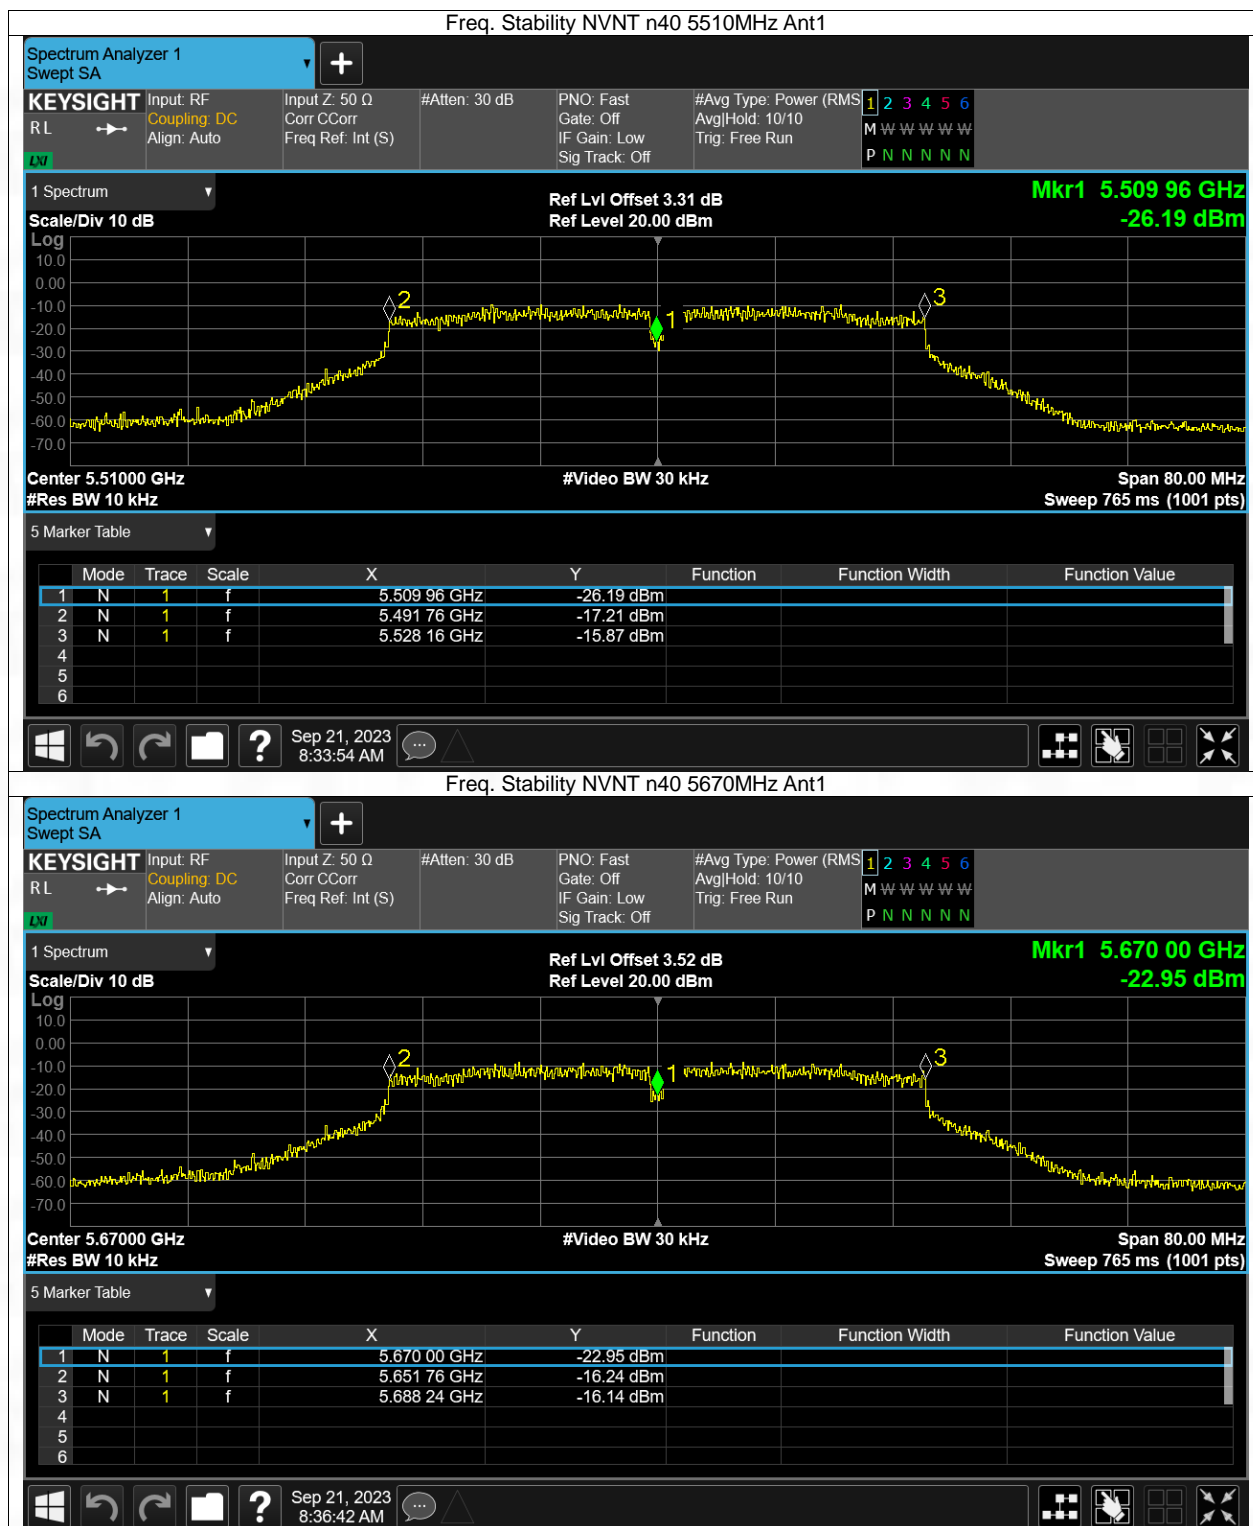 Freq. Stability NVNT n40 5510MHz Ant1
Spectrum Analyzer 1
Swept SA
+
KEYSIGHT
RL
LXI
Input: RF
Coupling: DC
Align: Auto
Input Z: 50 Ω
Corr CCorr
Freq Ref: Int (S)
#Atten: 30 dB
PNO: Fast
Gate: Off
IF Gain: Low
Sig Track: Off
#Avg Type: Power (RMS
Avg|Hold: 10/10
Trig: Free Run
1 2 3 4 5 6
M W W W W W
P N N N N N
1 Spectrum
Scale/Div 10 dB
Ref Lvl Offset 3.31 dB
Ref Level 20.00 dBm
Mkr1 5.509 96 GHz
-26.19 dBm
Log
10.0
0.00
-10.0
-20.0
-30.0
-40.0
-50.0
-60.0
-70.0
2
1
3
Center 5.51000 GHz
#Res BW 10 kHz
#Video BW 30 kHz
Span 80.00 MHz
Sweep 765 ms (1001 pts)
5 Marker Table
Mode Trace Scale X Y Function Function Width Function Value
1 N 1 f 5.509 96 GHz -26.19 dBm
2 N 1 f 5.491 76 GHz -17.21 dBm
3 N 1 f 5.528 16 GHz -15.87 dBm
4
5
6
?
Sep 21, 2023
8:33:54 AM
Freq. Stability NVNT n40 5670MHz Ant1
Spectrum Analyzer 1
Swept SA
+
KEYSIGHT
RL
LXI
Input: RF
Coupling: DC
Align: Auto
Input Z: 50 Ω
Corr CCorr
Freq Ref: Int (S)
#Atten: 30 dB
PNO: Fast
Gate: Off
IF Gain: Low
Sig Track: Off
#Avg Type: Power (RMS
Avg|Hold: 10/10
Trig: Free Run
1 2 3 4 5 6
M W W W W W
P N N N N N
1 Spectrum
Scale/Div 10 dB
Ref Lvl Offset 3.52 dB
Ref Level 20.00 dBm
Mkr1 5.670 00 GHz
-22.95 dBm
Log
10.0
0.00
-10.0
-20.0
-30.0
-40.0
-50.0
-60.0
-70.0
2
1
3
Center 5.67000 GHz
#Res BW 10 kHz
#Video BW 30 kHz
Span 80.00 MHz
Sweep 765 ms (1001 pts)
5 Marker Table
Mode Trace Scale X Y Function Function Width Function Value
1 N 1 f 5.670 00 GHz -22.95 dBm
2 N 1 f 5.651 76 GHz -16.24 dBm
3 N 1 f 5.688 24 GHz -16.14 dBm
4
5
6
?
Sep 21, 2023
8:36:42 AM